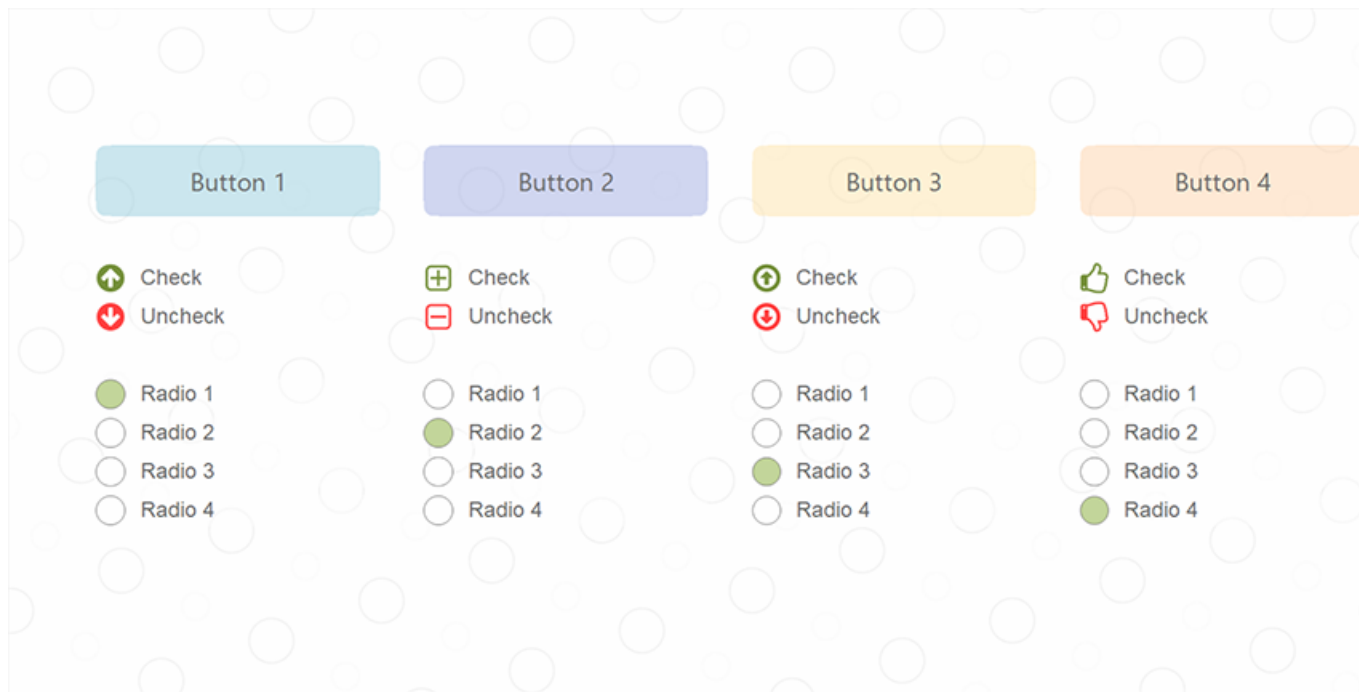 Button 1
Button 2
Button 3
Button 4
Check
Uncheck
Check
Uncheck
Check
Uncheck
Check
Uncheck
Radio 1
Radio 2
Radio 3
Radio 4
Radio 1
Radio 2
Radio 3
Radio 4
Radio 1
Radio 2
Radio 3
Radio 4
Radio 1
Radio 2
Radio 3
Radio 4